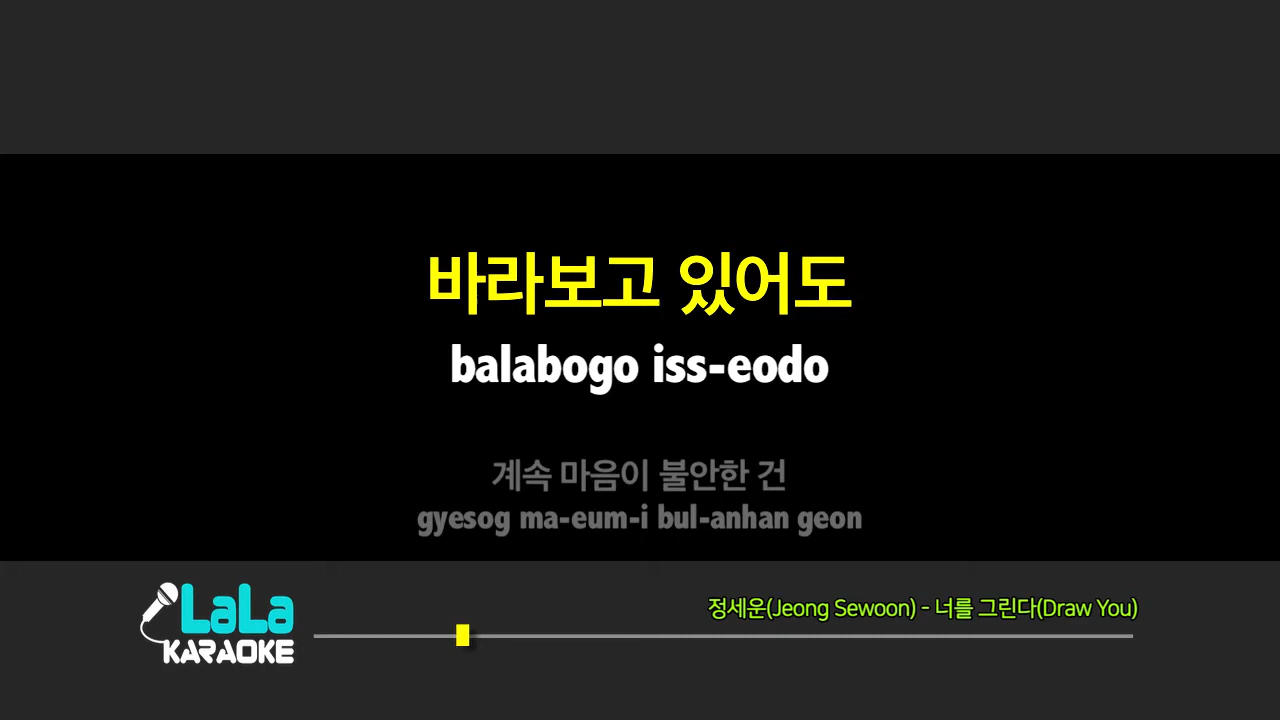 바라보고 있어도
balabogo iss-eodo
계속 마음이 불안한 건
gyesog ma-eum-i bul-anhan geon
정세운(Jeong Sewoon) - 너를 그린다(Draw You)
LaLa
KARAOKE